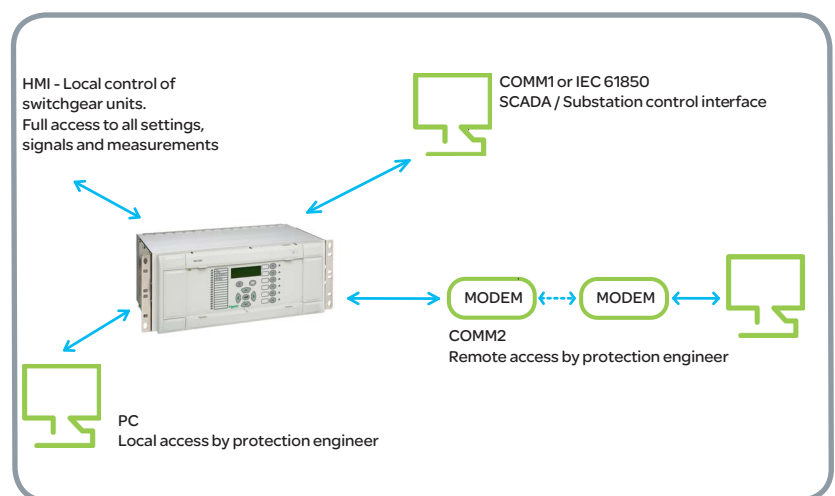 HMI - Local control of
switchgear units.
Full access to all settings,
signals and measurements
COMM1 or IEC 61850
SCADA / Substation control interface
MODEM
MODEM
COMM2
Remote access by protection engineer
PC
Local access by protection engineer